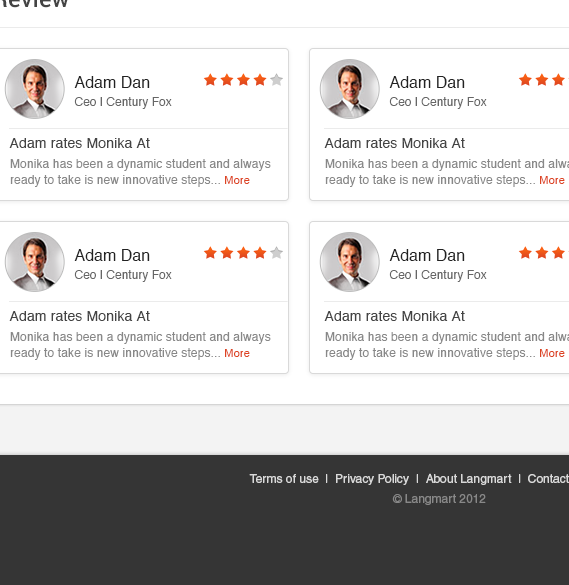 Review
Adam Dan
Ceo I Century Fox
Adam rates Monika At
Monika has been a dynamic student and always
ready to take is new innovative steps... More
Adam Dan
Ceo I Century Fox
Adam rates Monika At
Monika has been a dynamic student and alwa
ready to take is new innovative steps... More
Adam Dan
Ceo I Century Fox
Adam rates Monika At
Monika has been a dynamic student and always
ready to take is new innovative steps... More
Adam Dan
Ceo I Century Fox
Adam rates Monika At
Monika has been a dynamic student and alwa
ready to take is new innovative steps... More
Terms of use I Privacy Policy I About Langmart I Contact
© Langmart 2012